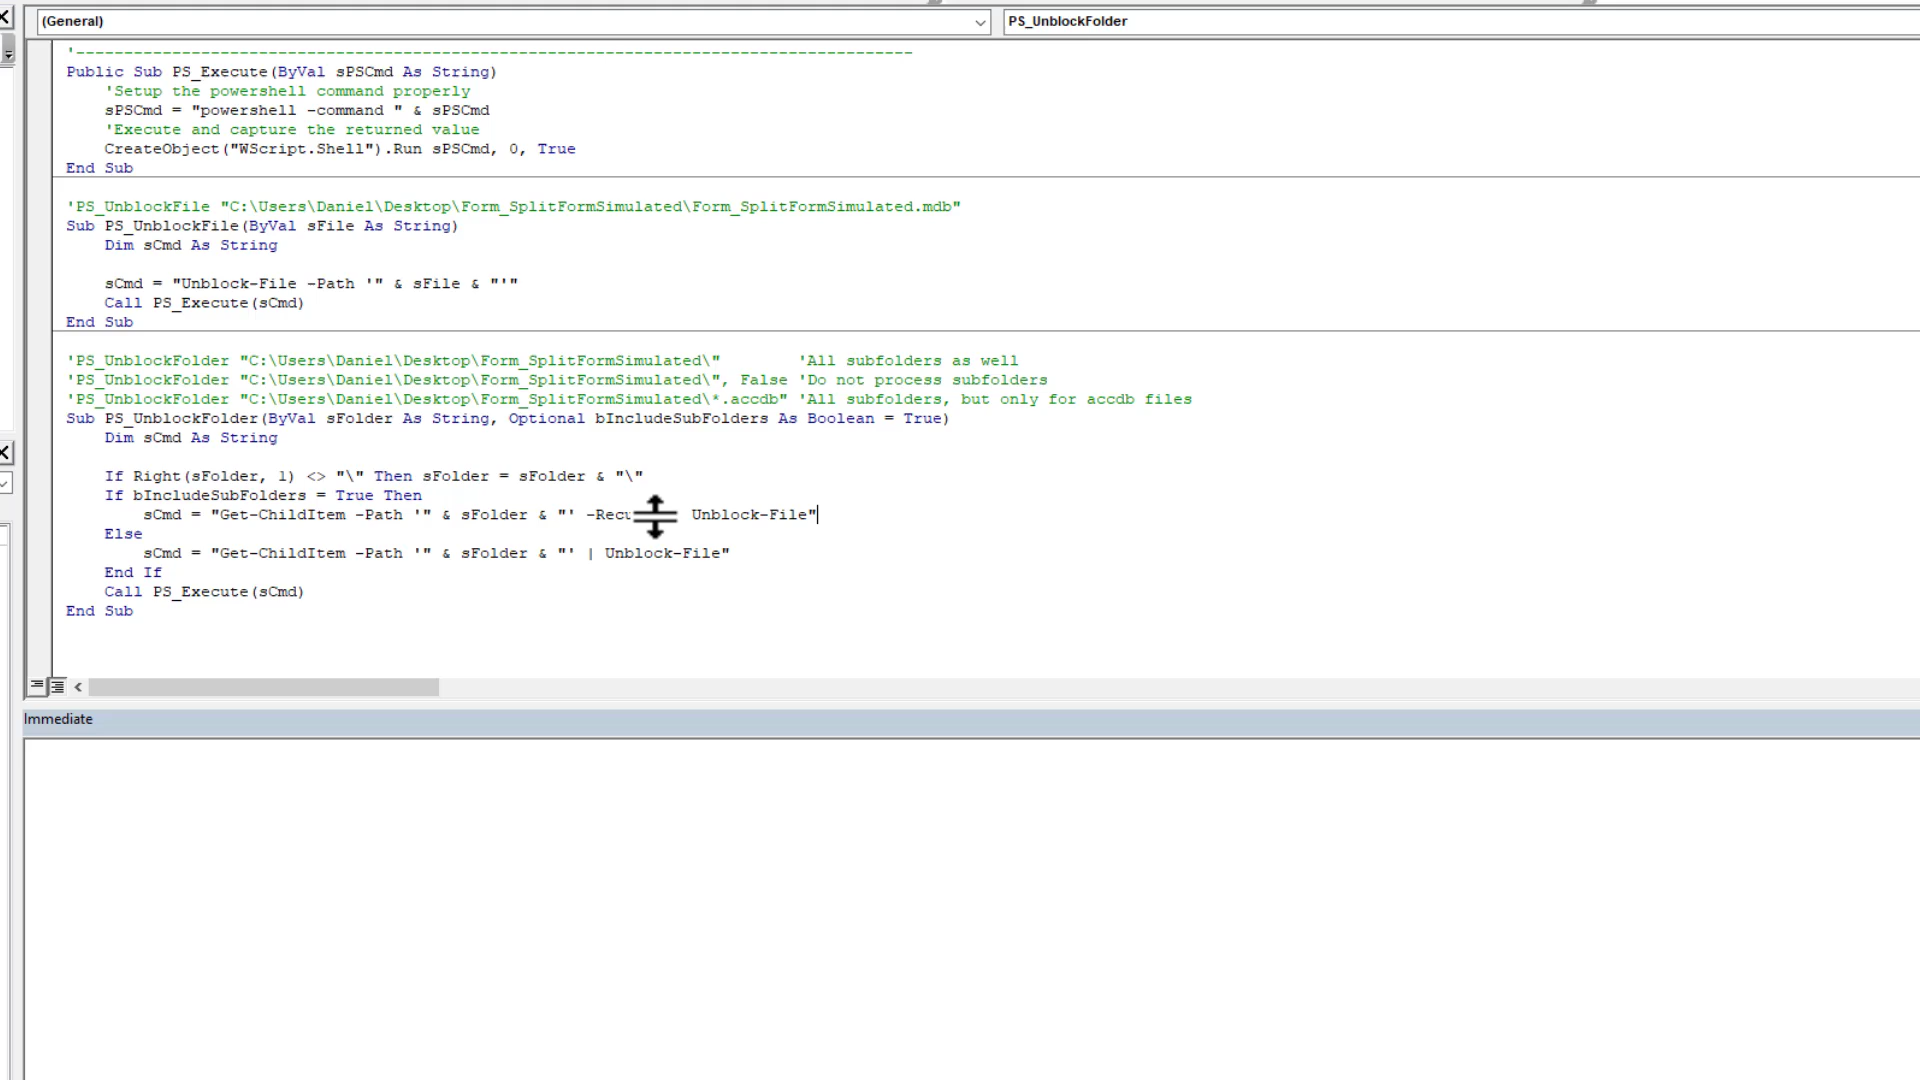 (General)
PS_UnblockFolder
'---------------------------------------------------------------------------------------
Public Sub PS_Execute(ByVal sPSCmd As String)
'Setup the powershell command properly
sPSCmd = "powershell -command " & sPSCmd
'Execute and capture the returned value
CreateObject("WScript.Shell").Run sPSCmd, 0, True
End Sub
'PS_UnblockFile "C:\Users\Daniel\Desktop\Form_SplitFormSimulated\Form_SplitFormSimulated.mdb"
Sub PS_UnblockFile(ByVal sFile As String)
Dim sCmd As String
sCmd = "Unblock-File -Path '" & sFile & "'"
Call PS_Execute(sCmd)
End Sub
'PS_UnblockFolder "C:\Users\Daniel\Desktop\Form_SplitFormSimulated\" 'All subfolders as well
'PS_UnblockFolder "C:\Users\Daniel\Desktop\Form_SplitFormSimulated\", False 'Do not process subfolders
'PS_UnblockFolder "C:\Users\Daniel\Desktop\Form_SplitFormSimulated\*.accdb" 'All subfolders, but only for accdb files
Sub PS_UnblockFolder(ByVal sFolder As String, Optional bIncludeSubFolders As Boolean = True)
Dim sCmd As String
If Right(sFolder, 1) <> "\" Then sFolder = sFolder & "\"
If bIncludeSubFolders = True Then
sCmd = "Get-ChildItem -Path '" & sFolder & "' Unblock-File"
Else
sCmd = "Get-ChildItem -Path '" & sFolder & "' | Unblock-File"
End If
Call PS_Execute(sCmd)
End Sub
Immediate